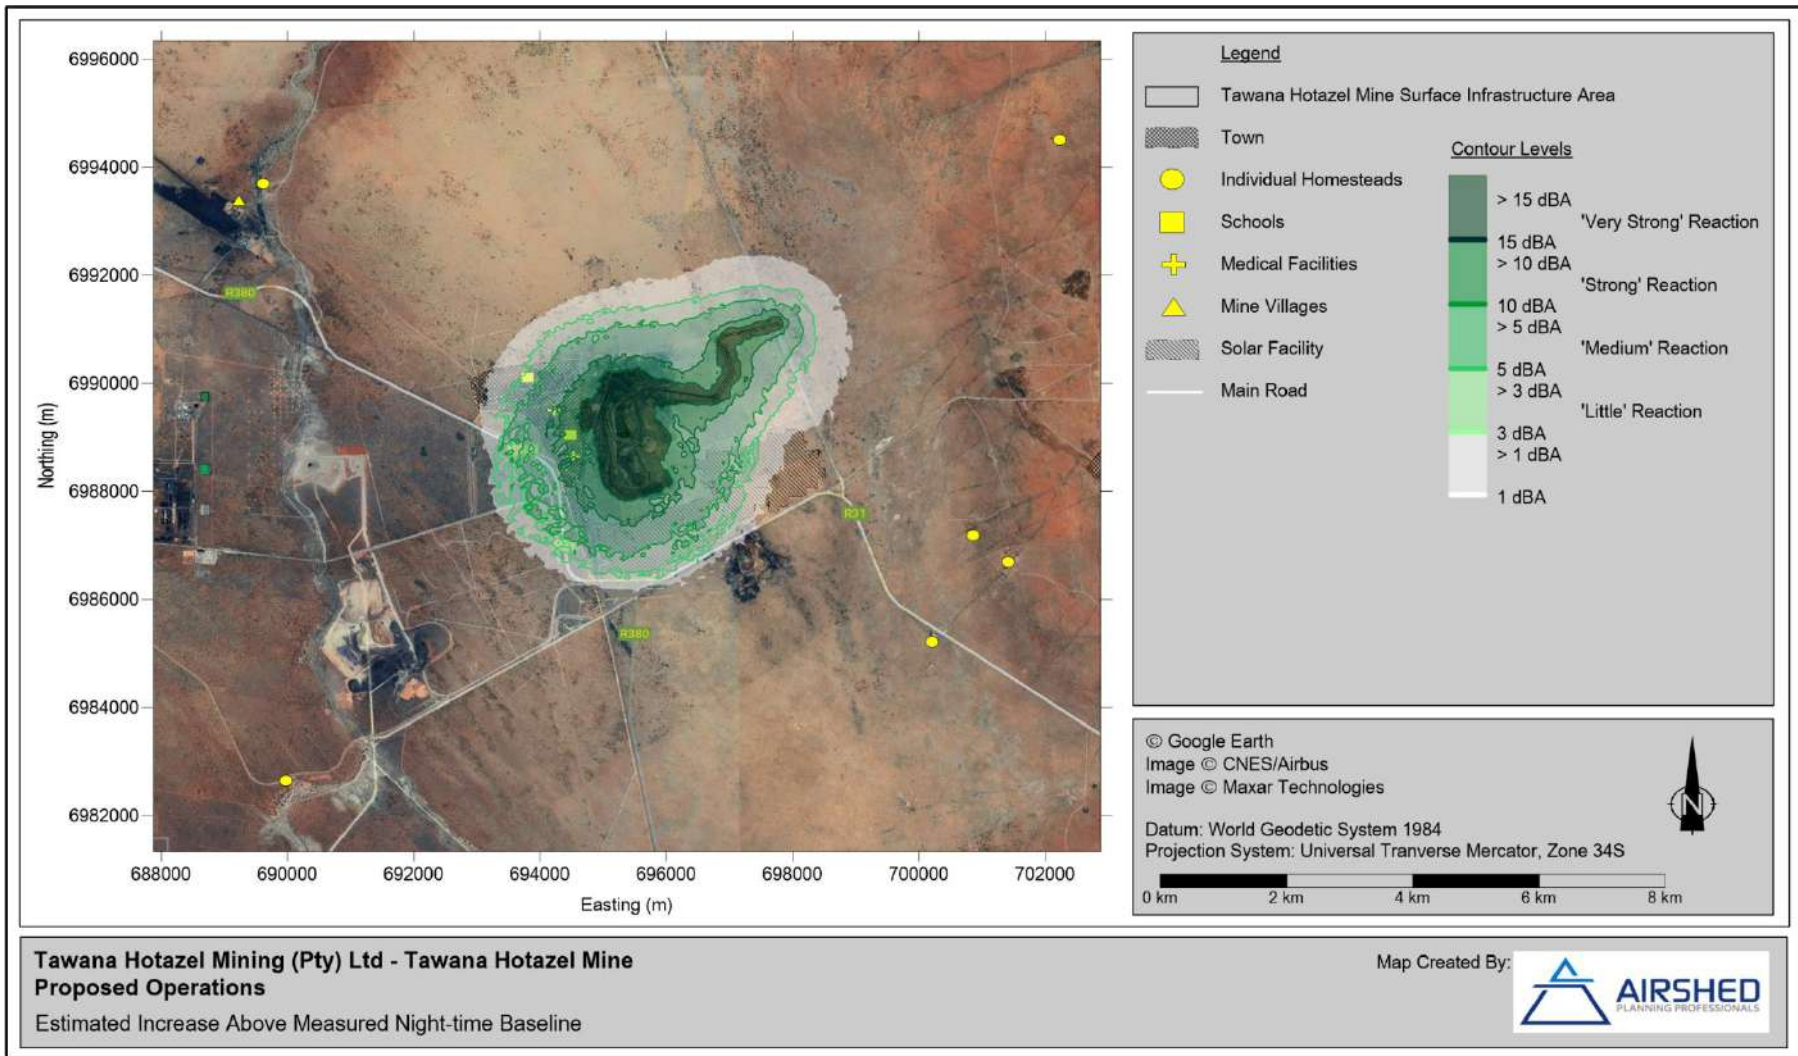 6996000
6994000
6992000
6990000
6988000
6986000
6984000
6982000
Northing (m)
R380
R31
R380
688000 690000 692000 694000 696000 698000 700000 702000
Easting (m)
Legend
Tawana Hotazel Mine Surface Infrastructure Area
Town
Individual Homesteads
Schools
Medical Facilities
Mine Villages
Solar Facility
Main Road
Contour Levels
> 15 dBA
'Very Strong' Reaction
15 dBA
> 10 dBA
'Strong' Reaction
10 dBA
> 5 dBA
'Medium' Reaction
5 dBA
> 3 dBA
'Little' Reaction
3 dBA
> 1 dBA
1 dBA
© Google Earth
Image © CNES/Airbus
Image © Maxar Technologies
N
Datum: World Geodetic System 1984
Projection System: Universal Tranverse Mercator, Zone 34S
0 km 2 km 4 km 6 km 8 km
Tawana Hotazel Mining (Pty) Ltd - Tawana Hotazel Mine
Proposed Operations
Estimated Increase Above Measured Night-time Baseline
Map Created By:
AIRSHED
PLANNING PROFESSIONALS